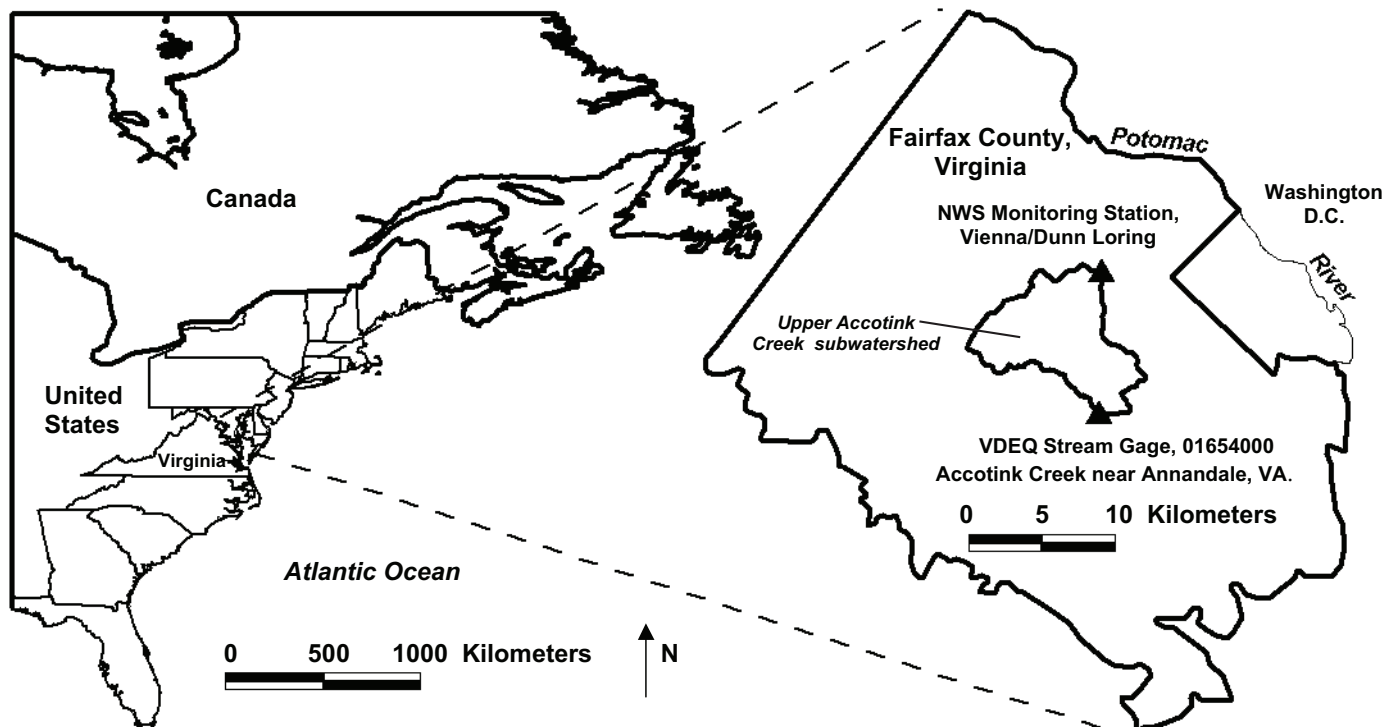 Canada
United
States
Virginia
Atlantic Ocean
0 500 1000 Kilometers
N
Fairfax County,
Virginia
Potomac
River
Washington
D.C.
NWS Monitoring Station,
Vienna/Dunn Loring
Upper Accotink
Creek subwatershed
VDEQ Stream Gage, 01654000
Accotink Creek near Annandale, VA.
0 5 10 Kilometers